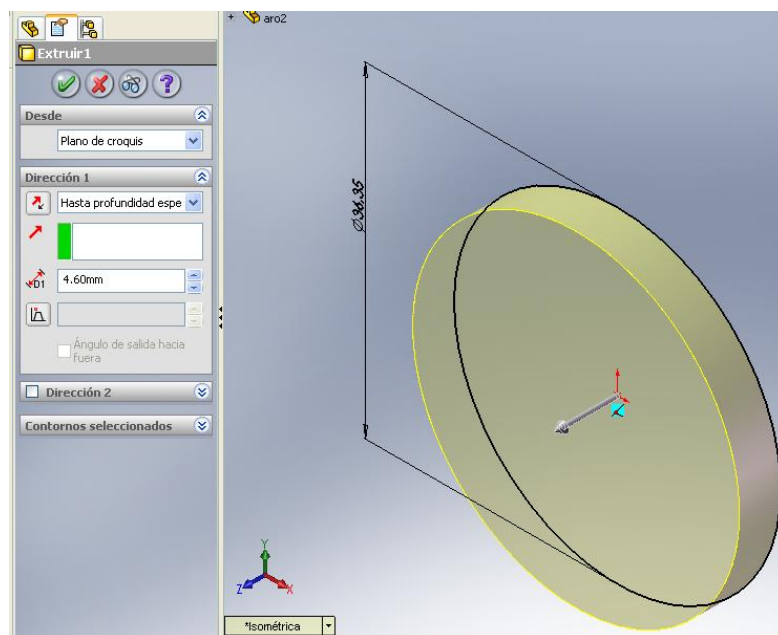 aro2
Extruir1
?
Desde
Plano de croquis
Dirección 1
Hasta profundidad espe
D1
4.60mm
Ángulo de salida hacia
fuera
Dirección 2
Contornos seleccionados
Ø36.35
Y
Z
X
*Isométrica